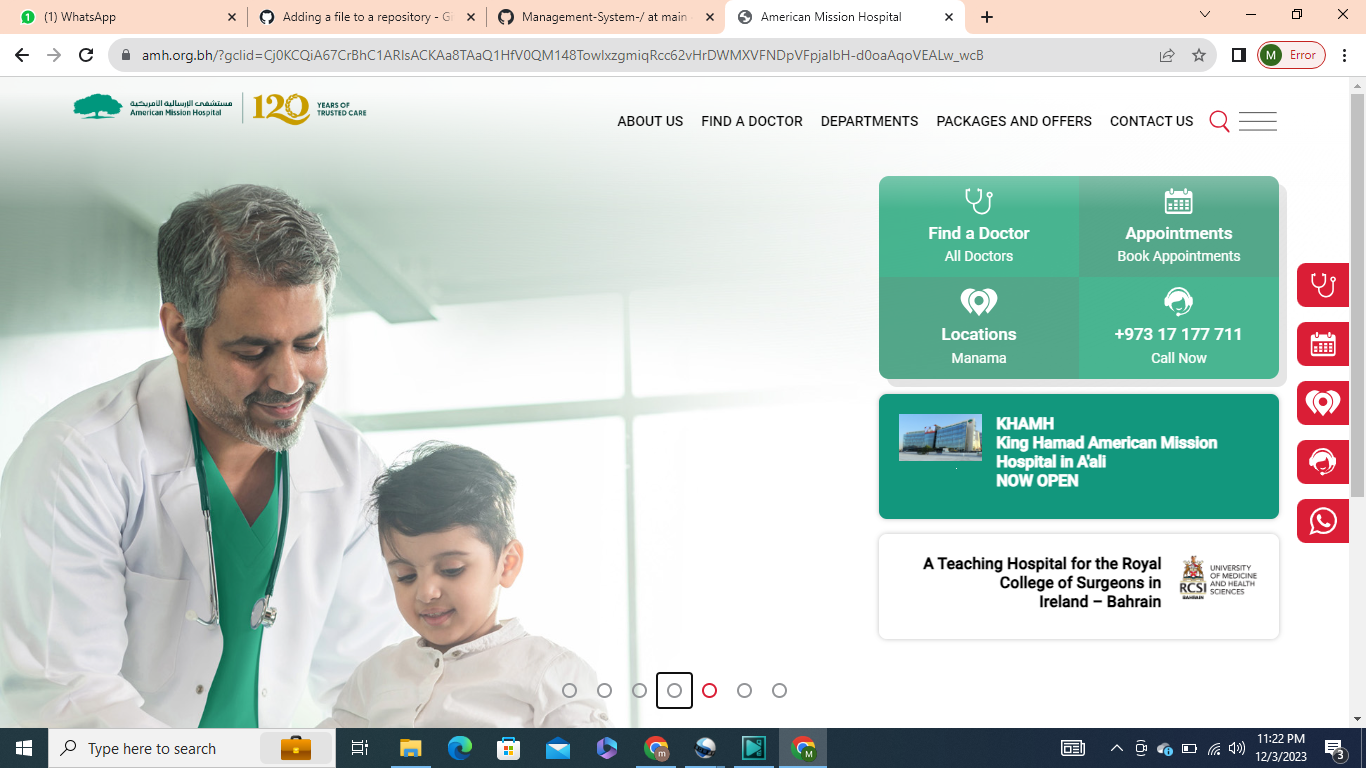 1
(1) WhatsApp
Adding a file to a repository - Gi
Management-System-/ at main
American Mission Hospital
amh.org.bh/?gclid=Cj0KCQiA67CrBhC1ARIsACKAa8TAaQ1HfV0QM148TowIxzgmiqRcc62vHrDWMXVFNDpVFpjaIbH-d0oaAqoVEALw_wcB
M
Error
مستشفى الإرسالية الأمريكية
American Mission Hospital
120
YEARS OF
TRUSTED CARE
ABOUT US
FIND A DOCTOR
DEPARTMENTS
PACKAGES AND OFFERS
CONTACT US
Find a Doctor
All Doctors
Appointments
Book Appointments
Locations
Manama
+973 17 177 711
Call Now
KHAMH
King Hamad American Mission
Hospital in A'ali
NOW OPEN
A Teaching Hospital for the Royal
College of Surgeons in
Ireland – Bahrain
RCSI
BAHRAIN
UNIVERSITY
OF MEDICINE
AND HEALTH
SCIENCES
Type here to search
m
M
11:22 PM
12/3/2023
3